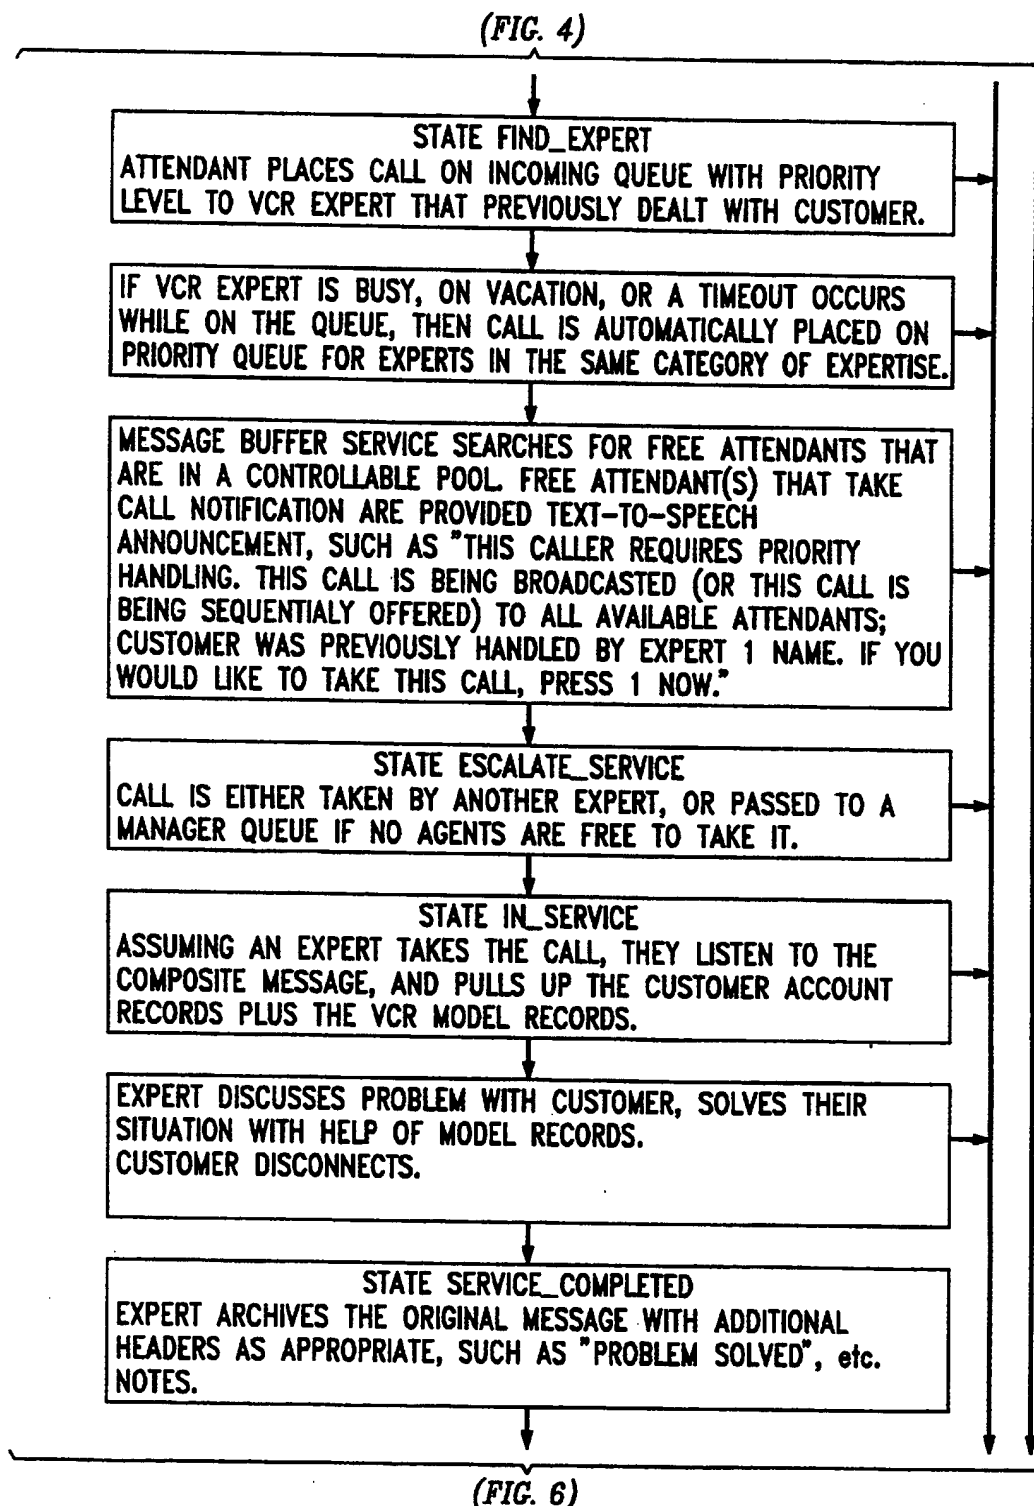 (FIG. 4)
STATE FIND_EXPERT
ATTENDANT PLACES CALL ON INCOMING QUEUE WITH PRIORITY
LEVEL TO VCR EXPERT THAT PREVIOUSLY DEALT WITH CUSTOMER.
IF VCR EXPERT IS BUSY, ON VACATION, OR A TIMEOUT OCCURS
WHILE ON THE QUEUE, THEN CALL IS AUTOMATICALLY PLACED ON
PRIORITY QUEUE FOR EXPERTS IN THE SAME CATEGORY OF EXPERTISE.
MESSAGE BUFFER SERVICE SEARCHES FOR FREE ATTENDANTS THAT
ARE IN A CONTROLLABLE POOL. FREE ATTENDANT(S) THAT TAKE
CALL NOTIFICATION ARE PROVIDED TEXT-TO-SPEECH
ANNOUNCEMENT, SUCH AS "THIS CALLER REQUIRES PRIORITY
HANDLING. THIS CALL IS BEING BROADCASTED (OR THIS CALL IS
BEING SEQUENTIALY OFFERED) TO ALL AVAILABLE ATTENDANTS;
CUSTOMER WAS PREVIOUSLY HANDLED BY EXPERT 1 NAME. IF YOU
WOULD LIKE TO TAKE THIS CALL, PRESS 1 NOW."
STATE ESCALATE_SERVICE
CALL IS EITHER TAKEN BY ANOTHER EXPERT, OR PASSED TO A
MANAGER QUEUE IF NO AGENTS ARE FREE TO TAKE IT.
STATE IN_SERVICE
ASSUMING AN EXPERT TAKES THE CALL, THEY LISTEN TO THE
COMPOSITE MESSAGE, AND PULLS UP THE CUSTOMER ACCOUNT
RECORDS PLUS THE VCR MODEL RECORDS.
EXPERT DISCUSSES PROBLEM WITH CUSTOMER, SOLVES THEIR
SITUATION WITH HELP OF MODEL RECORDS.
CUSTOMER DISCONNECTS.
STATE SERVICE_COMPLETED
EXPERT ARCHIVES THE ORIGINAL MESSAGE WITH ADDITIONAL
HEADERS AS APPROPRIATE, SUCH AS "PROBLEM SOLVED", etc.
NOTES.
(FIG. 6)